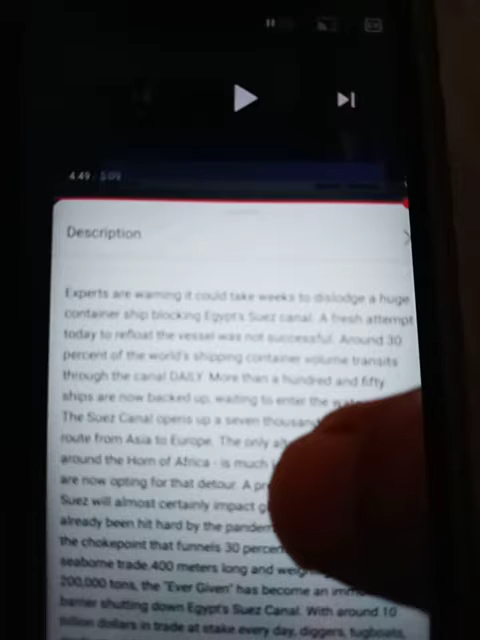 4:49
5:09
Description
Experts are warning it could take weeks to dislodge a huge
container ship blocking Egypt's Suez canal. A fresh attempt
today to refloat the vessel was not successful. Around 30
percent of the world's shipping container volume transits
through the canal DAILY. More than a hundred and fifty
ships are now backed up, waiting to enter the
The Suez Canal opens up a seven thousand
route from Asia to Europe. The only
around the Horn of Africa - is much
are now opting for that detour. A
Suez will almost certainly impact
already been hit hard by the
the chokepoint that funnels 30
seaborne trade.400 meters long and
200,000 tons, the "Ever Given" has become an
barrier shutting down Egypt's Suez Canal. With around 10
billion dollars in trade at stake every day, diggers, tugboats